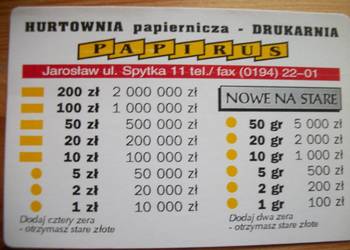 HURTOWNIA papiernicza - DRUKARNIA
PAPIRUS
Jarosław ul. Spytka 11 tel./ fax (0194) 22-01
200 zł 2 000 000 zł
100 zł 1 000 000 zł
50 zł 500 000 zł
20 zł 200 000 zł
10 zł 100 000 zł
5 zł 50 000 zł
2 zł 20 000 zł
1 zł 10 000 zł
Dodaj cztery zera
- otrzymasz stare złote
NOWE NA STARE
50 gr 5 000 zł
20 gr 2 000 zł
10 gr 1 000 zł
5 gr 500 zł
2 gr 200 zł
1 gr 100 zł
Dodaj dwa zera
- otrzymasz stare złote